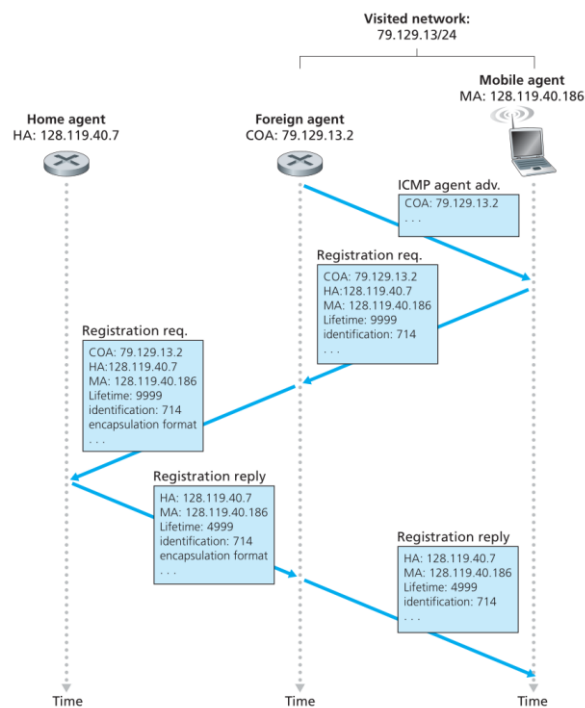 Visited network:
79.129.13/24
Mobile agent
MA: 128.119.40.186
Home agent
HA: 128.119.40.7
Foreign agent
COA: 79.129.13.2
ICMP agent adv.
COA: 79.129.13.2
. . .
Registration req.
COA: 79.129.13.2
HA:128.119.40.7
MA: 128.119.40.186
Lifetime: 9999
identification: 714
. . .
Registration req.
COA: 79.129.13.2
HA:128.119.40.7
MA: 128.119.40.186
Lifetime: 9999
identification: 714
encapsulation format
. . .
Registration reply
HA: 128.119.40.7
MA: 128.119.40.186
Lifetime: 4999
identification: 714
encapsulation format
. . .
Registration reply
HA: 128.119.40.7
MA: 128.119.40.186
Lifetime: 4999
identification: 714
. . .
Time
Time
Time